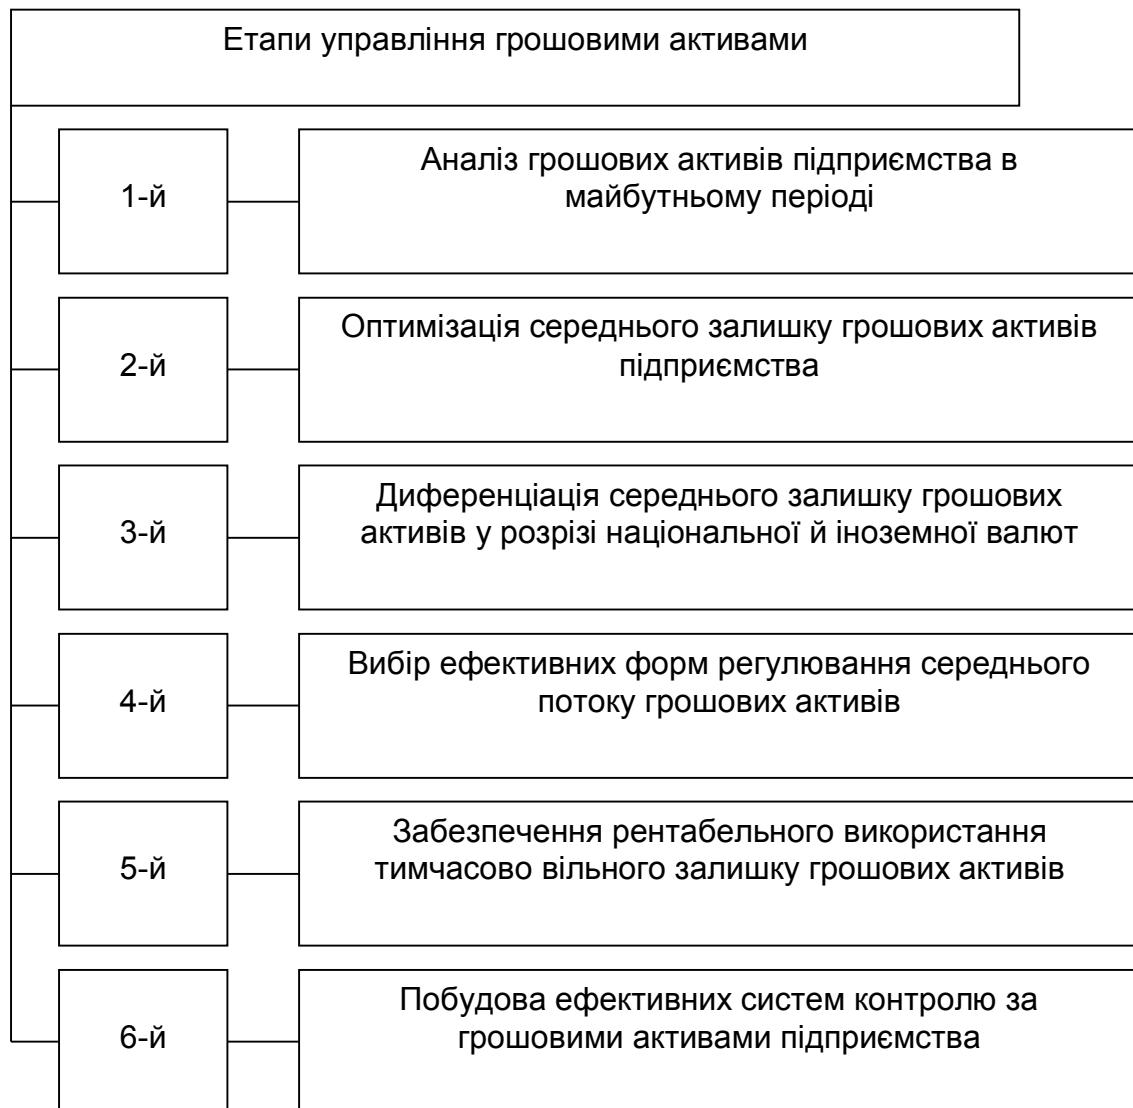 Етапи управління грошовими активами
1-й
Аналіз грошових активів підприємства в
майбутньому періоді
2-й
Оптимізація середнього залишку грошових активів
підприємства
3-й
Диференціація середнього залишку грошових
активів у розрізі національної й іноземної валют
4-й
Вибір ефективних форм регулювання середнього
потоку грошових активів
5-й
Забезпечення рентабельного використання
тимчасово вільного залишку грошових активів
6-й
Побудова ефективних систем контролю за
грошовими активами підприємства